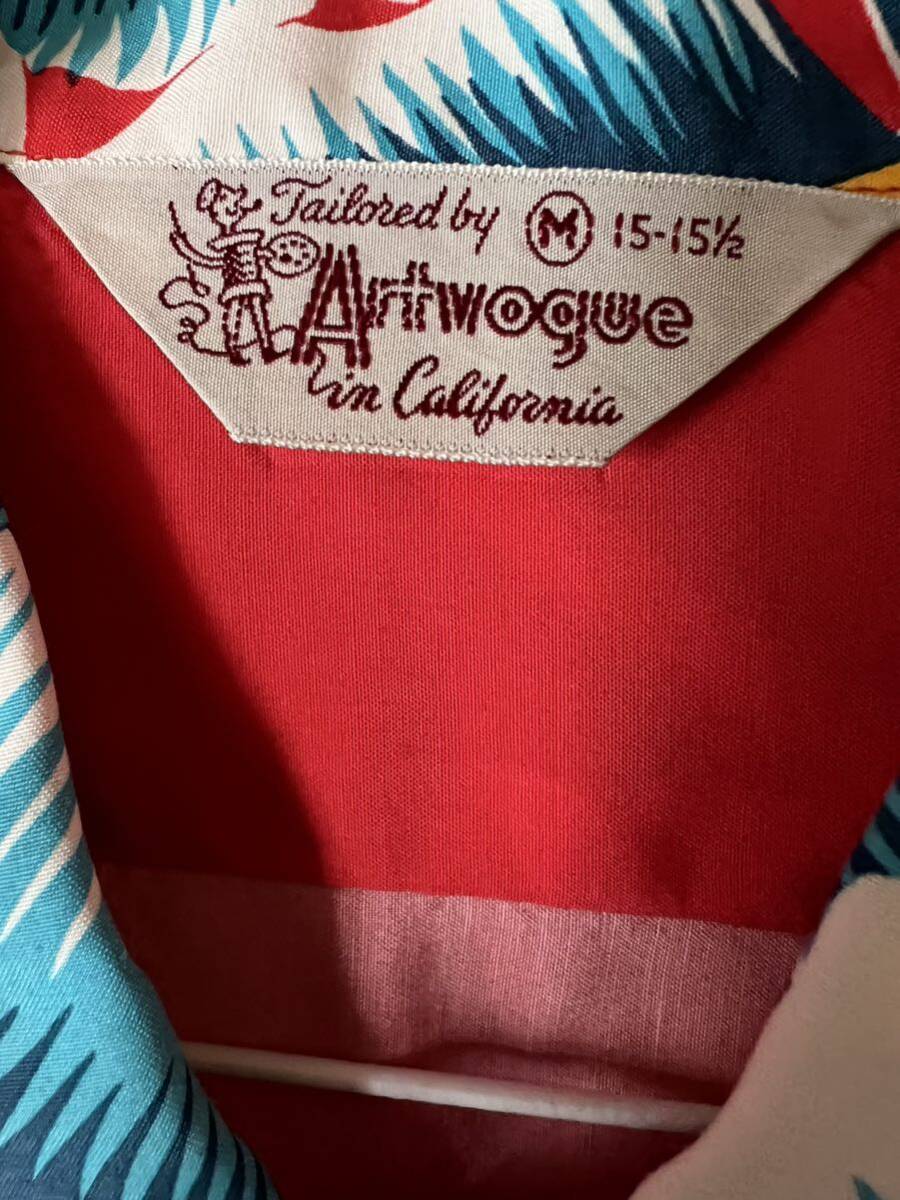 Tailored by M 15-15½
Artvogue
in California